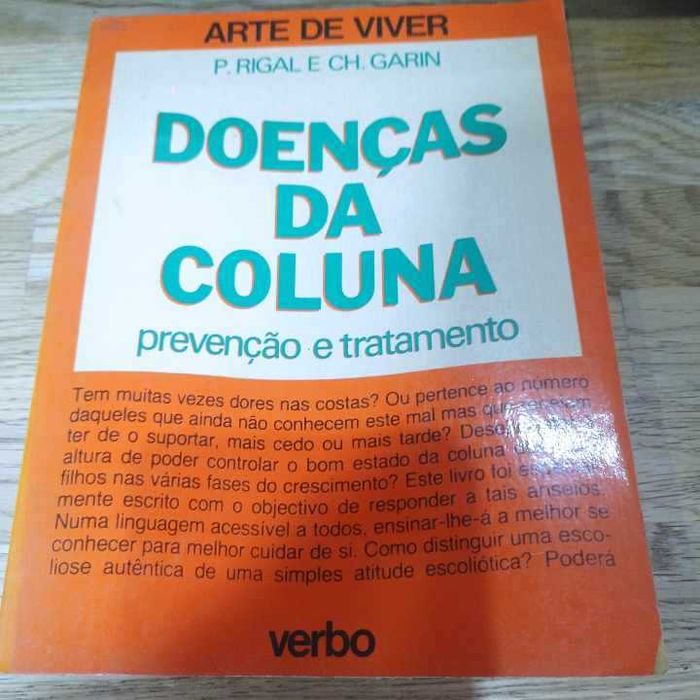 ARTE DE VIVER
P. RIGAL E CH. GARIN
DOENÇAS
DA
COLUNA
prevenção e tratamento
Tem muitas vezes dores nas costas? Ou pertence ao número
daqueles que ainda não conhecem este mal mas que
ter de o suportar, mais cedo ou mais tarde?
altura de poder controlar o bom estado da coluna
filhos nas várias fases do crescimento? Este livro foi
mente escrito com o objectivo de responder a tais anseios.
Numa linguagem acessível a todos, ensinar-lhe-á a melhor se
conhecer para melhor cuidar de si. Como distinguir uma esco-
liose autêntica de uma simples atitude escoliótica? Poderá
verbo